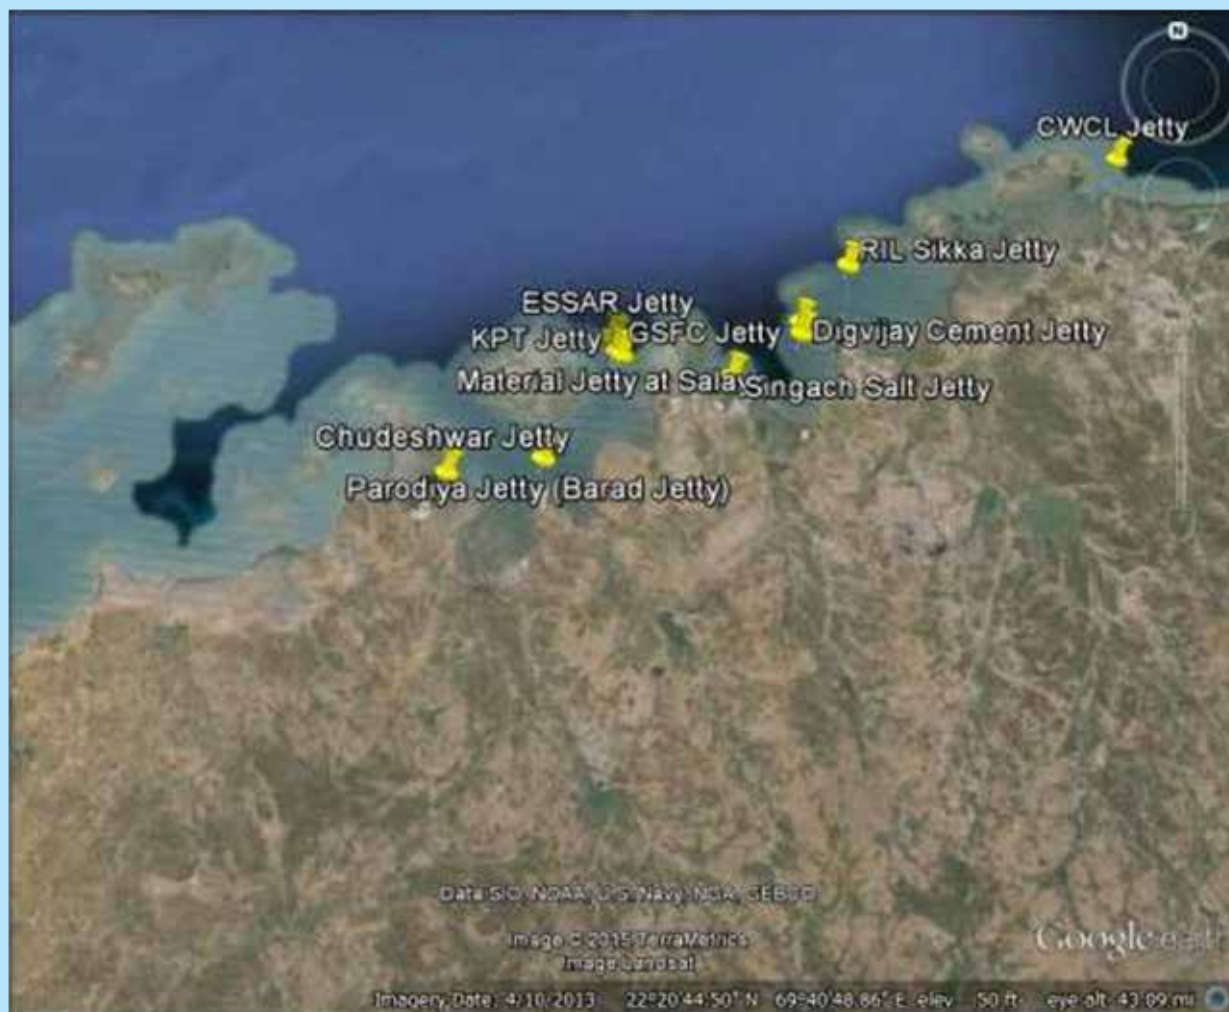 N
CWCL Jetty
RIL Sikka Jetty
ESSAR Jetty
KPT Jetty
GSFC Jetty
Digvijay Cement Jetty
Material Jetty at Salay
Singach Salt Jetty
Chudeshwar Jetty
Parodiya Jetty (Barad Jetty)
Data SIO, NOAA, U.S. Navy, NGA, GEBCO
Image © 2015 TerraMetrics
Image Landsat
Google earth
Imagery Date: 4/10/2013 22°20'44.50" N 69°40'48.86" E elev 50 ft eye alt 43.09 mi